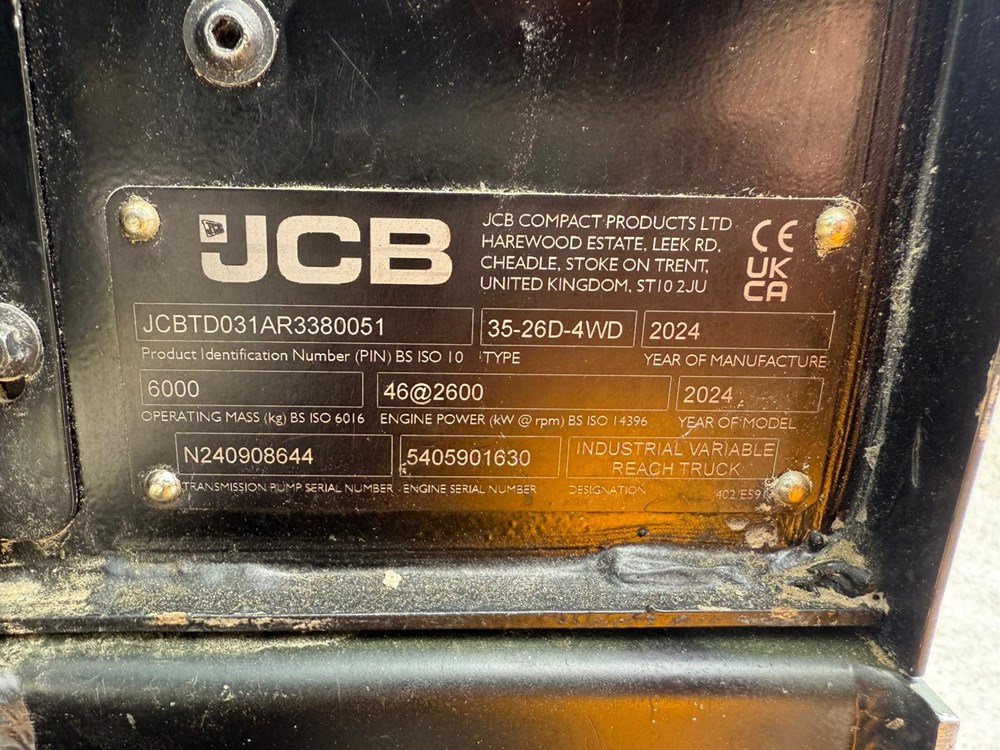 JCB
JCB COMPACT PRODUCTS LTD
HAREWOOD ESTATE, LEEK RD,
CHEADLE, STOKE ON TRENT,
UNITED KINGDOM, ST10 2JU
CE
UK
CA
JCBTD031AR3380051
35-26D-4WD
2024
Product Identification Number (PIN) BS ISO 10
TYPE
YEAR OF MANUFACTURE
6000
46@2600
2024
OPERATING MASS (kg) BS ISO 6016
ENGINE POWER (kW @ rpm) BS ISO 14396
YEAR OF MODEL
N240908644
5405901630
INDUSTRIAL VARIABLE
REACH TRUCK
TRANSMISSION PUMP SERIAL NUMBER
ENGINE SERIAL NUMBER
DESIGNATION